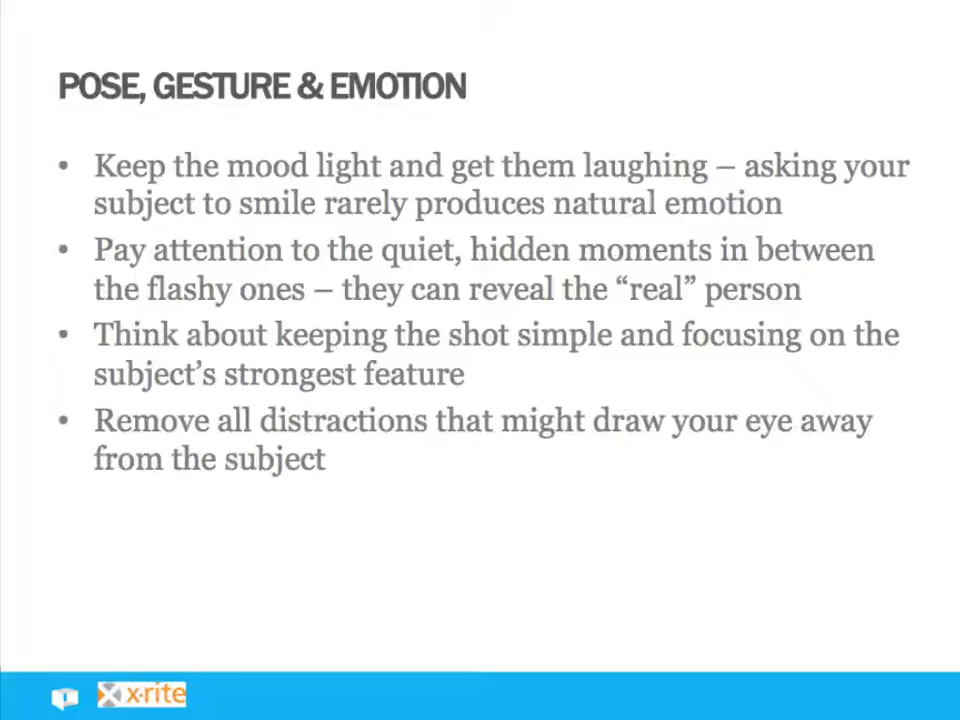 POSE, GESTURE & EMOTION
• Keep the mood light and get them laughing – asking your
subject to smile rarely produces natural emotion
• Pay attention to the quiet, hidden moments in between
the flashy ones – they can reveal the “real” person
• Think about keeping the shot simple and focusing on the
subject’s strongest feature
• Remove all distractions that might draw your eye away
from the subject
x·rite